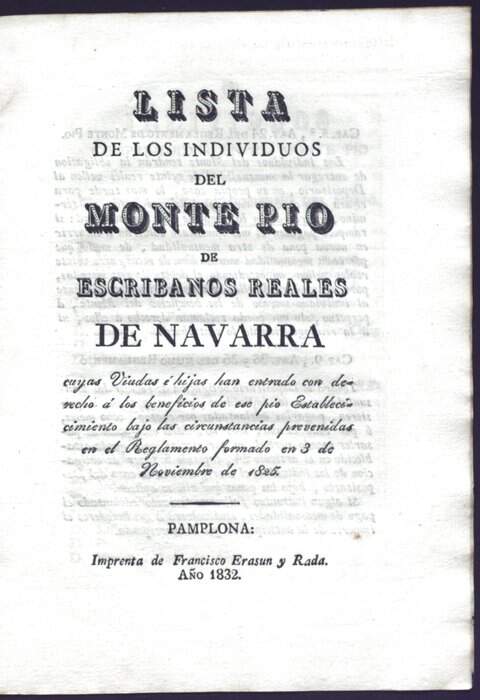 LISTA
DE LOS INDIVIDUOS
DEL
MONTE PIO
DE
ESCRIBANOS REALES
DE NAVARRA
cuyas Viudas é hijas han entrado con de-
recho á los beneficios de ese pio Estableci-
cimiento bajo las circunstancias prevenidas
en el Reglamento formado en 3 de
Noviembre de 1825.
PAMPLONA:
Imprenta de Francisco Erasun y Rada.
AÑO 1832.